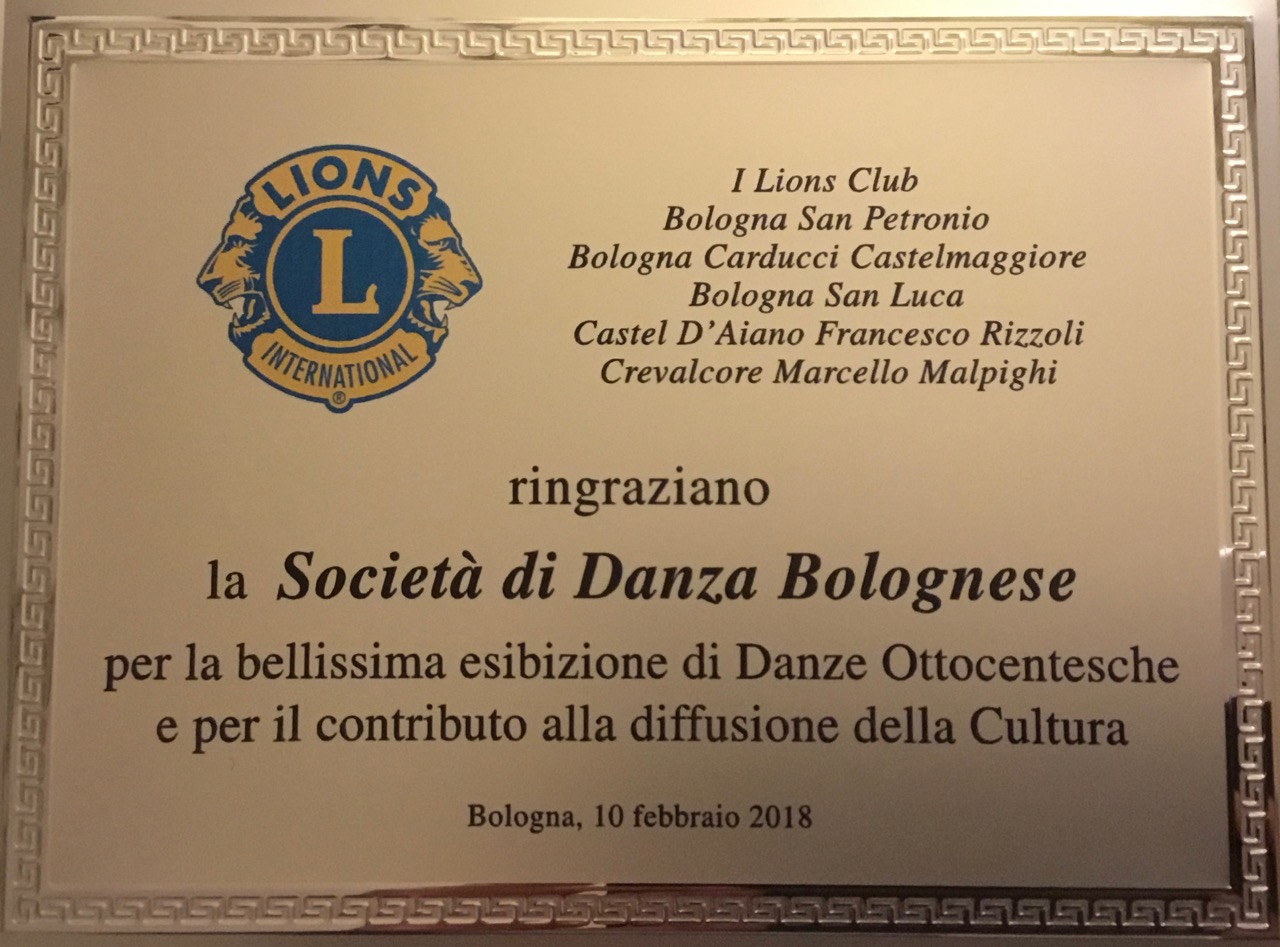 LIONS
L
INTERNATIONAL
®
I Lions Club
Bologna San Petronio
Bologna Carducci Castelmaggiore
Bologna San Luca
Castel D'Aiano Francesco Rizzoli
Crevalcore Marcello Malpighi
ringraziano
la Società di Danza Bolognese
per la bellissima esibizione di Danze Ottocentesche
e per il contributo alla diffusione della Cultura
Bologna, 10 febbraio 2018